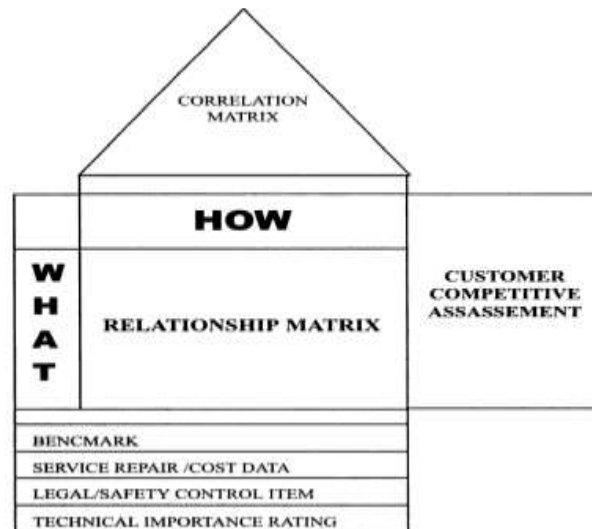 CORRELATION
MATRIX
HOW
WHAT
RELATIONSHIP MATRIX
CUSTOMER
COMPETITIVE
ASSASSEMENT
BENCMARK
SERVICE REPAIR /COST DATA
LEGAL/SAFETY CONTROL ITEM
TECHNICAL IMPORTANCE RATING